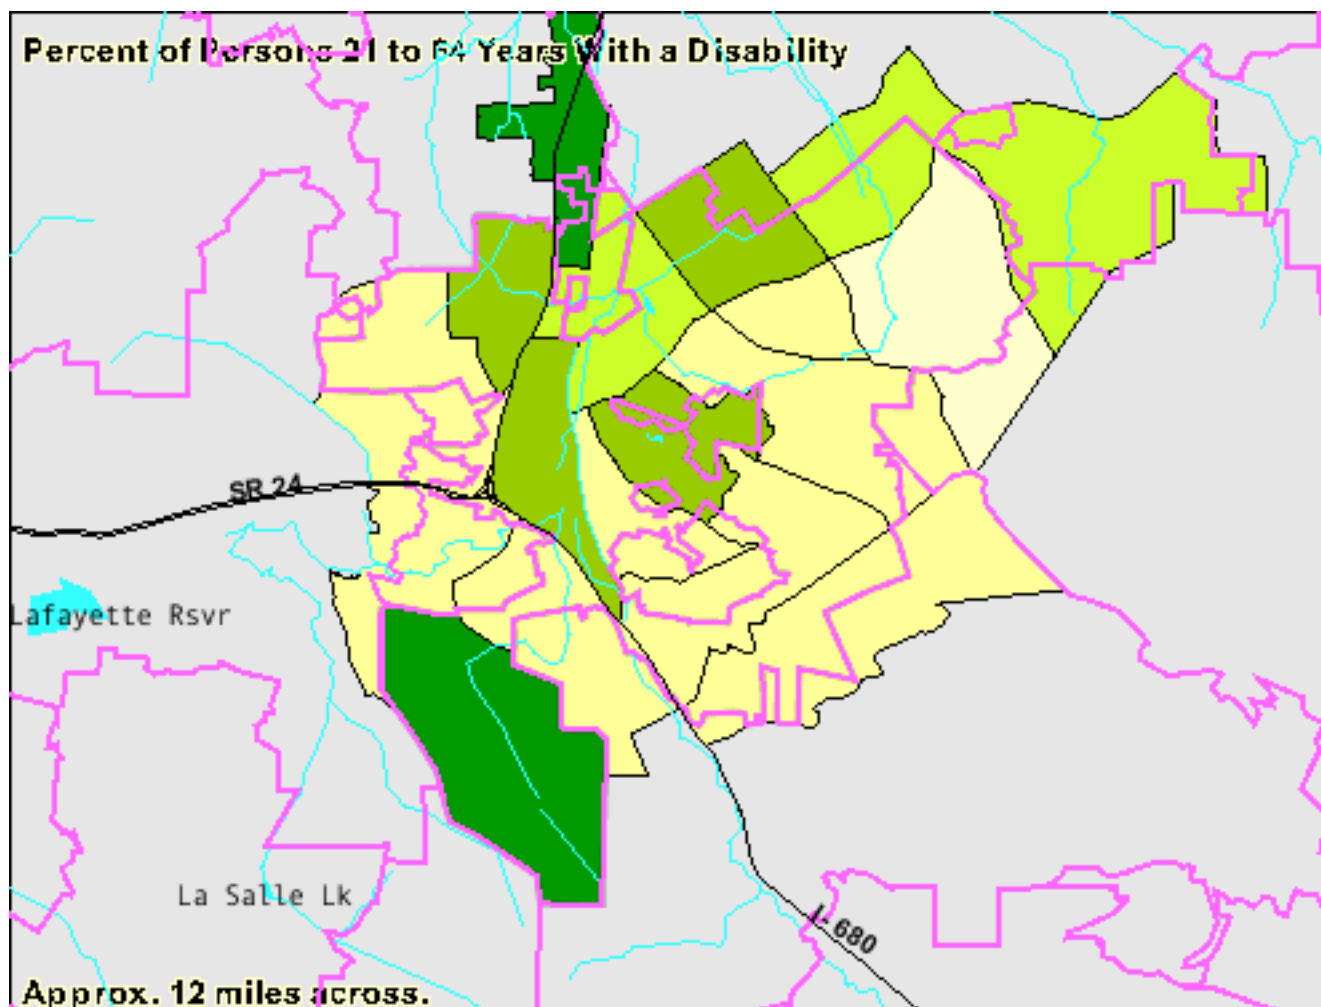 Percent of Persons 21 to 64 Years With a Disability
SR 24
Lafayette Rsvr
La Salle Lk
I- 680
Approx. 12 miles across.